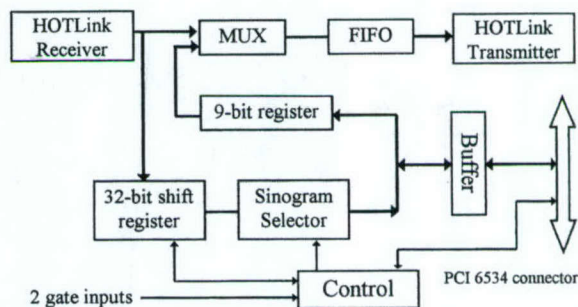 HOTLink
Receiver
MUX
FIFO
HOTLink
Transmitter
9-bit register
Buffer
32-bit shift
register
Sinogram
Selector
Control
PCI 6534 connector
2 gate inputs